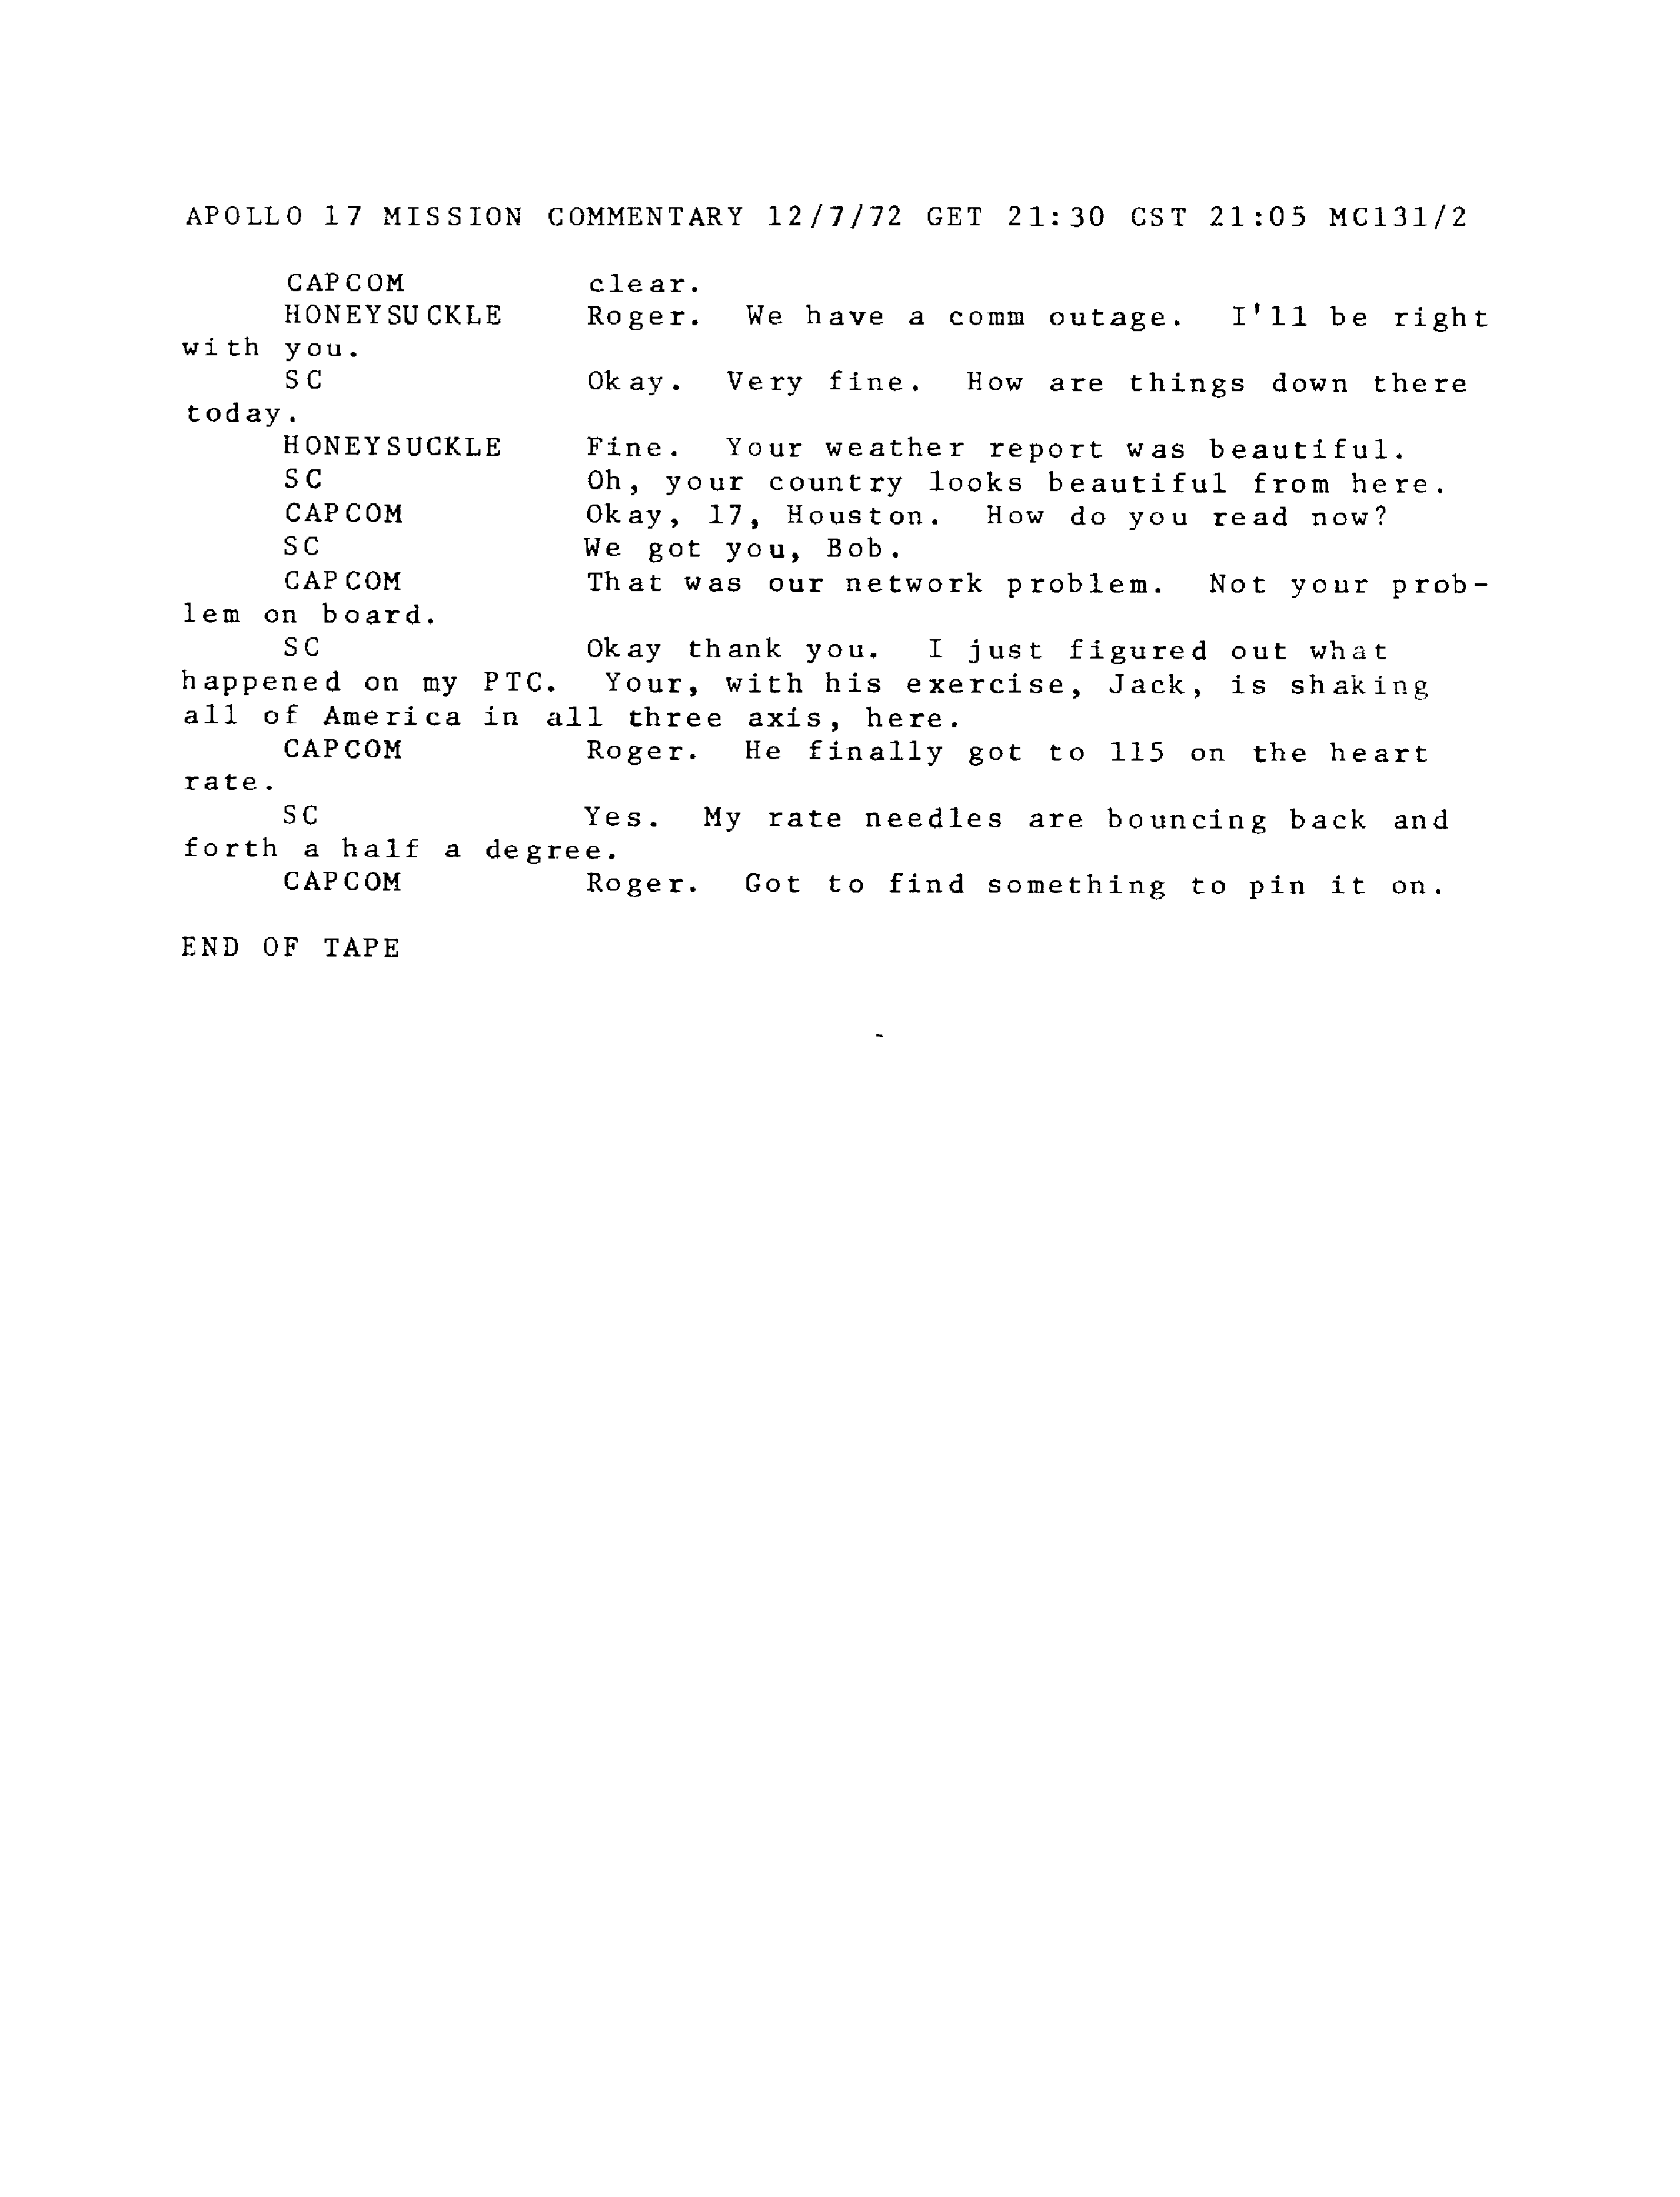 APOLLO 17 MISSION COMMENTARY 12/7/72 GET 21:30 CST 21:05 MC131/2
CAPCOM clear.
HONEYSUCKLE Roger. We have a comm outage. I'll be right
with you.
SC Okay. Very fine. How are things down there
today.
HONEYSUCKLE Fine. Your weather report was beautiful.
SC Oh, your country looks beautiful from here.
CAPCOM Okay, 17, Houston. How do you read now?
SC We got you, Bob.
CAPCOM That was our network problem. Not your prob-
lem on board.
SC Okay thank you. I just figured out what
happened on my PTC. Your, with his exercise, Jack, is shaking
all of America in all three axis, here.
CAPCOM Roger. He finally got to 115 on the heart
rate.
SC Yes. My rate needles are bouncing back and
forth a half a degree.
CAPCOM Roger. Got to find something to pin it on.
END OF TAPE